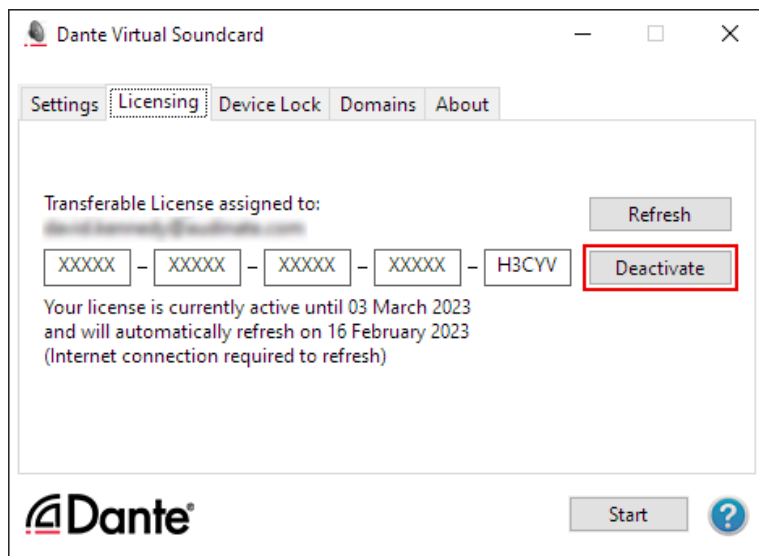 Dante Virtual Soundcard
Settings Licensing Device Lock Domains About
Transferable License assigned to:
Refresh
XXXXX – XXXXX – XXXXX – XXXXX – H3CYV
Deactivate
Your license is currently active until 03 March 2023
and will automatically refresh on 16 February 2023
(Internet connection required to refresh)
Dante®
Start
?